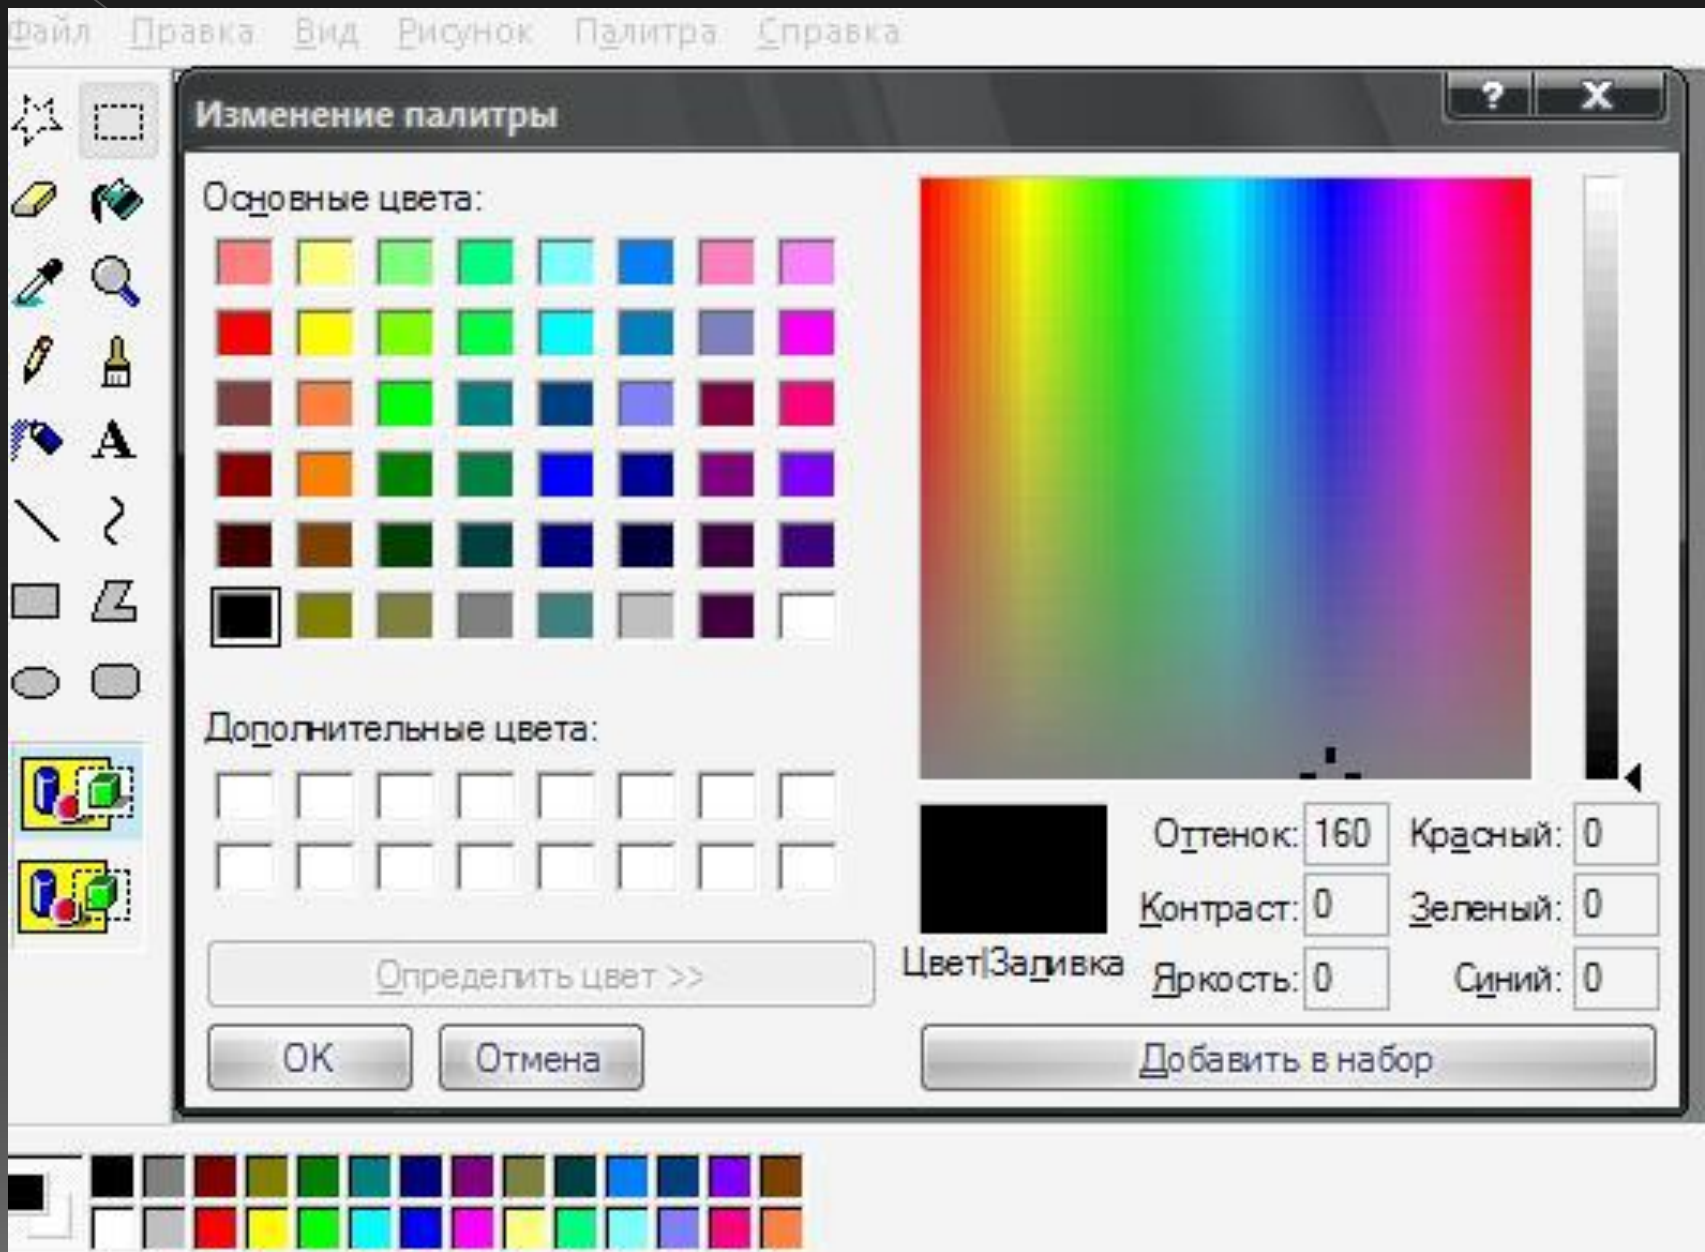 Файл Правка Вид Рисунок Палитра Справка
Изменение палитры
? X
Основные цвета:
A
Дополнительные цвета:
Оттенок: 160 Красный: 0
Контраст: 0 Зеленый: 0
Цвет|Заливка Яркость: 0 Синий: 0
Определить цвет >>
ОК Отмена Добавить в набор